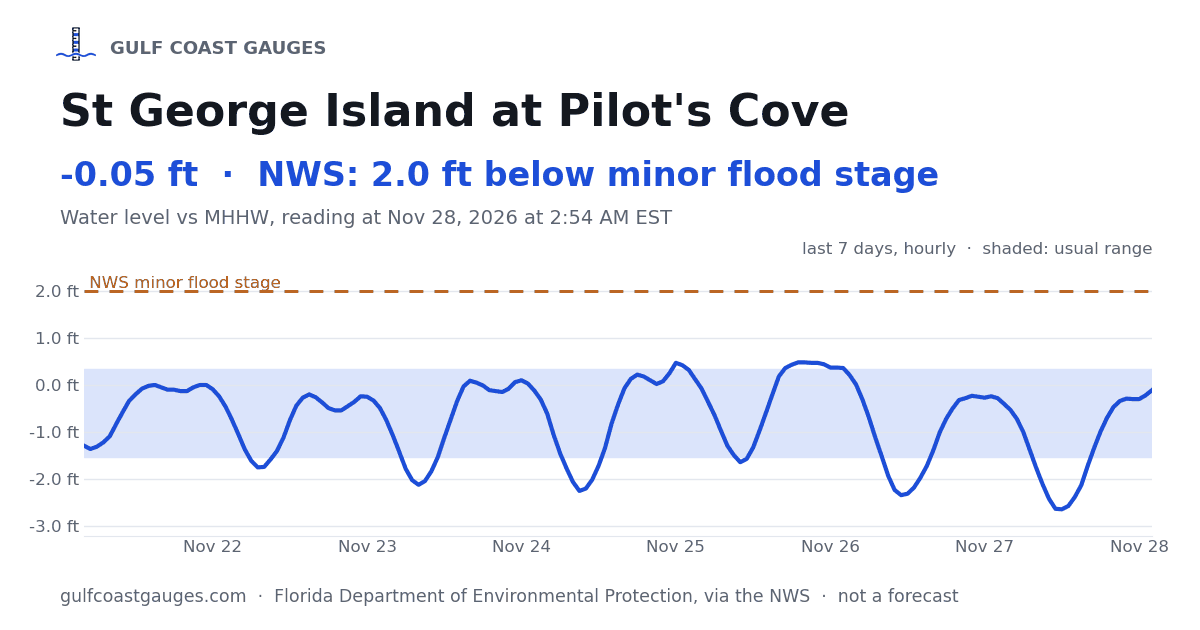 GULF COAST GAUGES
St George Island at Pilot's Cove
-0.05 ft · NWS: 2.0 ft below minor flood stage
Water level vs MHHW, reading at Nov 28, 2026 at 2:54 AM EST
last 7 days, hourly · shaded: usual range
NWS minor flood stage
2.0 ft
1.0 ft
0.0 ft
-1.0 ft
-2.0 ft
-3.0 ft
Nov 22 Nov 23 Nov 24 Nov 25 Nov 26 Nov 27 Nov 28
gulfcoastgauges.com · Florida Department of Environmental Protection, via the NWS · not a forecast